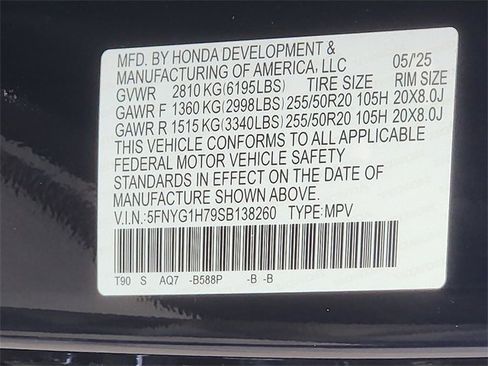 MFD. BY HONDA DEVELOPMENT &
MANUFACTURING OF AMERICA, LLC 05/25
GVWR 2810 KG(6195LBS) TIRE SIZE RIM SIZE
GAWR F 1360 KG(2998LBS) 255/50R20 105H 20X8.0J
GAWR R 1515 KG(3340LBS) 255/50R20 105H 20X8.0J
THIS VEHICLE CONFORMS TO ALL APPLICABLE
FEDERAL MOTOR VEHICLE SAFETY
STANDARDS IN EFFECT ON THE DATE OF
MANUFACTURE SHOWN ABOVE.
V.I.N.:5FNYG1H79SB138260 TYPE:MPV
T90 S AQ7 -B588P -B -B